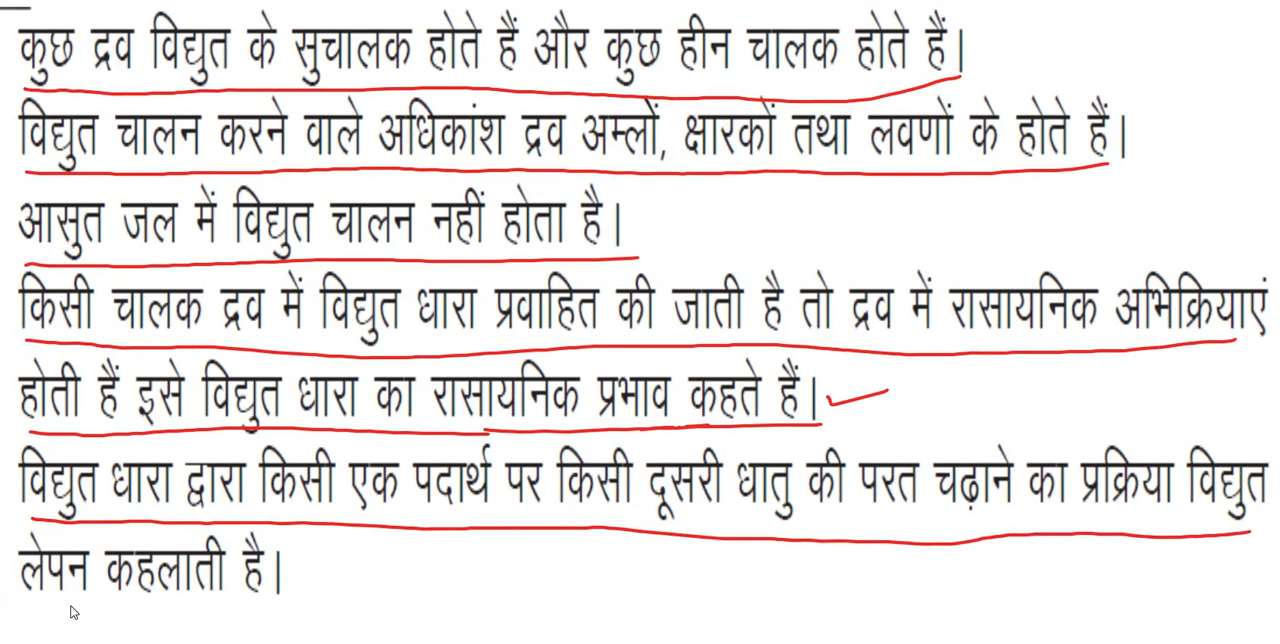 कुछ द्रव विद्युत के सुचालक होते हैं और कुछ हीन चालक होते हैं।
विद्युत चालन करने वाले अधिकांश द्रव अम्लों, क्षारकों तथा लवणों के होते हैं।
आसुत जल में विद्युत चालन नहीं होता है।
किसी चालक द्रव में विद्युत धारा प्रवाहित की जाती है तो द्रव में रासायनिक अभिक्रियाएं
होती हैं इसे विद्युत धारा का रासायनिक प्रभाव कहते हैं।
विद्युत धारा द्वारा किसी एक पदार्थ पर किसी दूसरी धातु की परत चढ़ाने का प्रक्रिया विद्युत
लेपन कहलाती है।